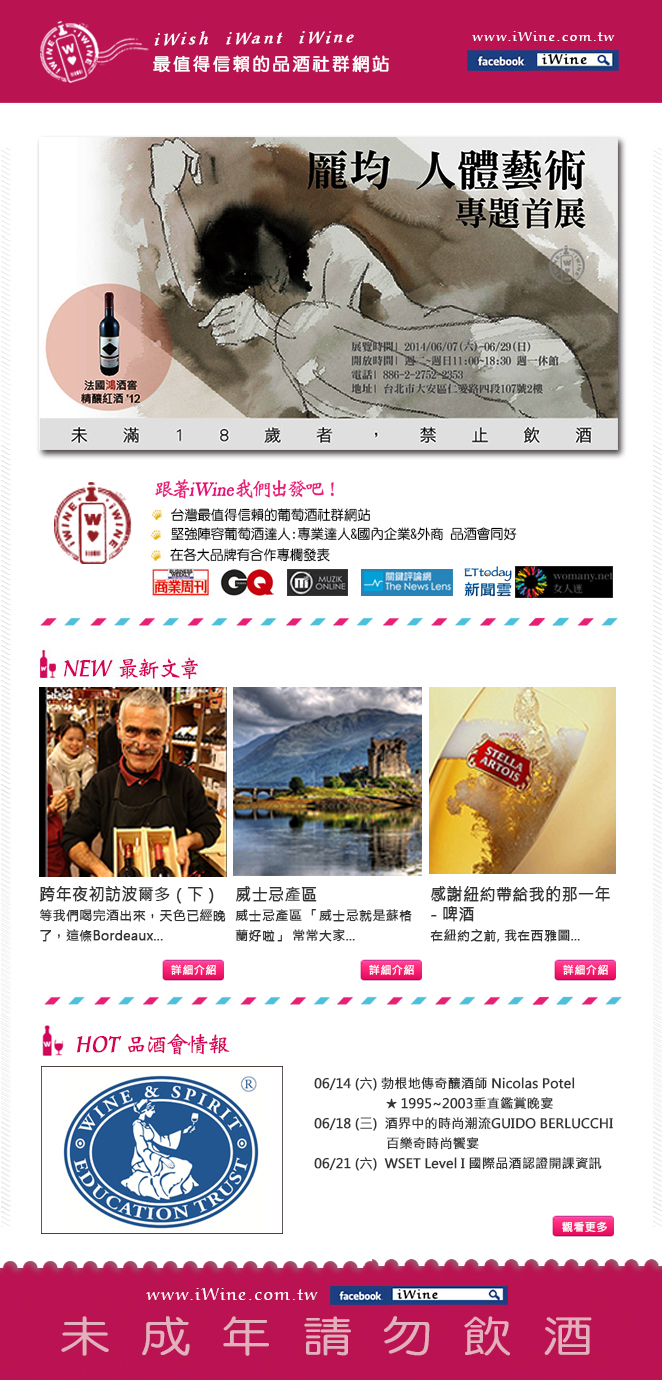 iWish iWant iWine
最值得信賴的品酒社群網站
www.iWine.com.tw
facebook iWine
龎均 人體藝術
專題首展
展覽時間| 2014/06/07(六)-06/29(日)
開放時間| 週二~週日11:00~18:30 週一休館
電話| 886-2-2752-2353
地址| 台北市大安區仁愛路四段107號2樓
法國鴻酒窖
精釀紅酒 '12
未滿18歲者,禁止飲酒
IWINE W IWINE
跟著iWine我們出發吧!
台灣最值得信賴的葡萄酒社群網站
堅強陣容葡萄酒達人:專業達人&國內企業&外商 品酒會同好
在各大品牌有合作專欄發表
商業周刊
GQ
MUZIK ONLINE
關鍵評論網
The News Lens
ETtoday
新聞雲
womany.net
女人迷
NEW 最新文章
STELLA ARTOIS
跨年夜初訪波爾多(下)
等我們喝完酒出來,天色已經晚
了,這條Bordeaux...
詳細介紹
威士忌產區
威士忌產區「威士忌就是蘇格
蘭好啦」 常常大家...
詳細介紹
感謝紐約帶給我的那一年
- 啤酒
在紐約之前, 我在西雅圖...
詳細介紹
HOT 品酒會情報
WINE & SPIRIT
EDUCATION TRUST
®
06/14 (六) 勃根地傳奇釀酒師 Nicolas Potel
★ 1995~2003垂直鑑賞晚宴
06/18 (三) 酒界中的時尚潮流GUIDO BERLUCCHI
百樂奇時尚饗宴
06/21 (六) WSET Level I 國際品酒認證開課資訊
觀看更多
www.iWine.com.tw facebook iWine
未成年請勿飲酒